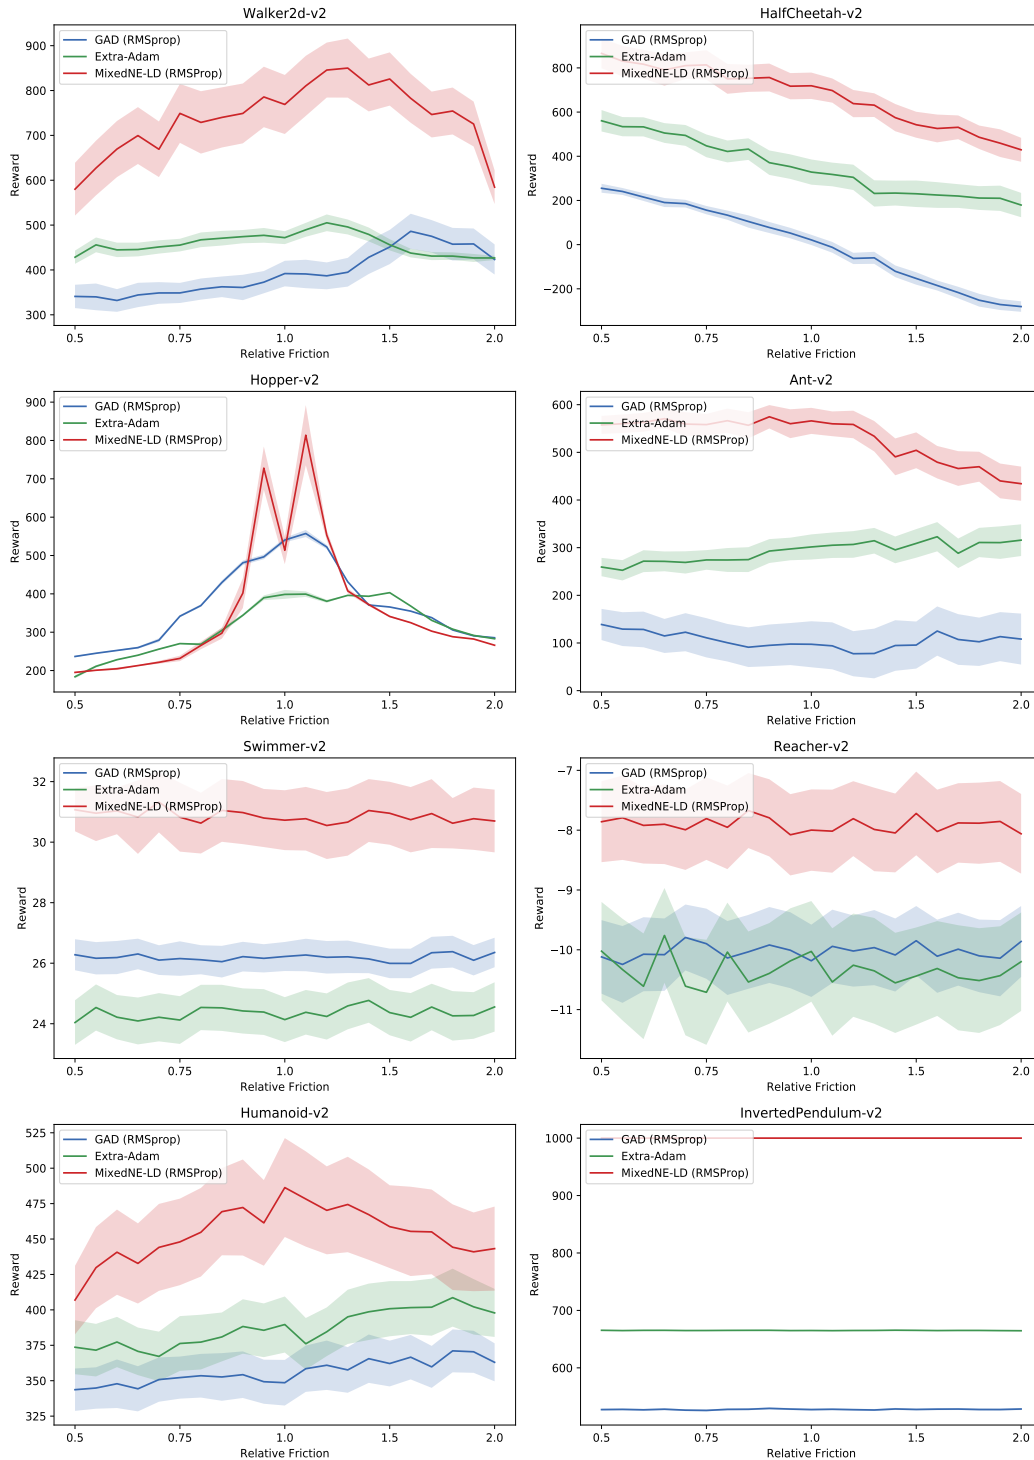 Walker2d-v2
GAD (RMSprop)
Extra-Adam
MixedNE-LD (RMSProp)
Reward
900
800
700
600
500
400
300
0.5 0.75 1.0 1.5 2.0
Relative Friction
HalfCheetah-v2
GAD (RMSprop)
Extra-Adam
MixedNE-LD (RMSProp)
Reward
800
600
400
200
0
−200
0.5 0.75 1.0 1.5 2.0
Relative Friction
Hopper-v2
GAD (RMSprop)
Extra-Adam
MixedNE-LD (RMSProp)
Reward
900
800
700
600
500
400
300
200
0.5 0.75 1.0 1.5 2.0
Relative Friction
Ant-v2
GAD (RMSprop)
Extra-Adam
MixedNE-LD (RMSProp)
Reward
600
500
400
300
200
100
0
0.5 0.75 1.0 1.5 2.0
Relative Friction
Swimmer-v2
GAD (RMSprop)
Extra-Adam
MixedNE-LD (RMSProp)
Reward
32
30
28
26
24
0.5 0.75 1.0 1.5 2.0
Relative Friction
Reacher-v2
GAD (RMSprop)
Extra-Adam
MixedNE-LD (RMSProp)
Reward
−7
−8
−9
−10
−11
0.5 0.75 1.0 1.5 2.0
Relative Friction
Humanoid-v2
GAD (RMSprop)
Extra-Adam
MixedNE-LD (RMSProp)
Reward
525
500
475
450
425
400
375
350
325
0.5 0.75 1.0 1.5 2.0
Relative Friction
InvertedPendulum-v2
GAD (RMSprop)
Extra-Adam
MixedNE-LD (RMSProp)
Reward
1000
900
800
700
600
0.5 0.75 1.0 1.5 2.0
Relative Friction